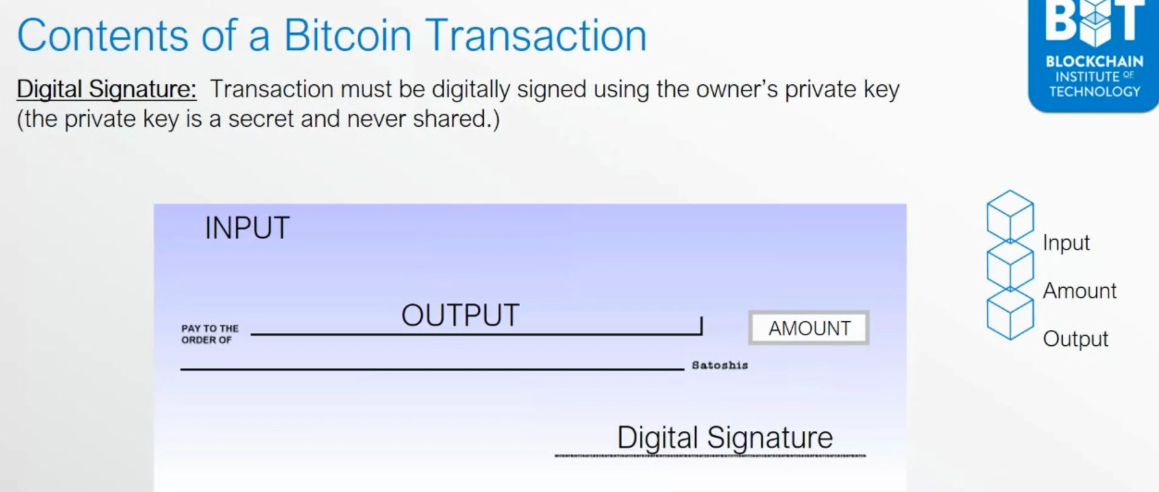 Contents of a Bitcoin Transaction
Digital Signature: Transaction must be digitally signed using the owner’s private key
(the private key is a secret and never shared.)
BLOCKCHAIN
INSTITUTE OF
TECHNOLOGY
INPUT
OUTPUT
PAY TO THE
ORDER OF
AMOUNT
Satoshis
Digital Signature
Input
Amount
Output